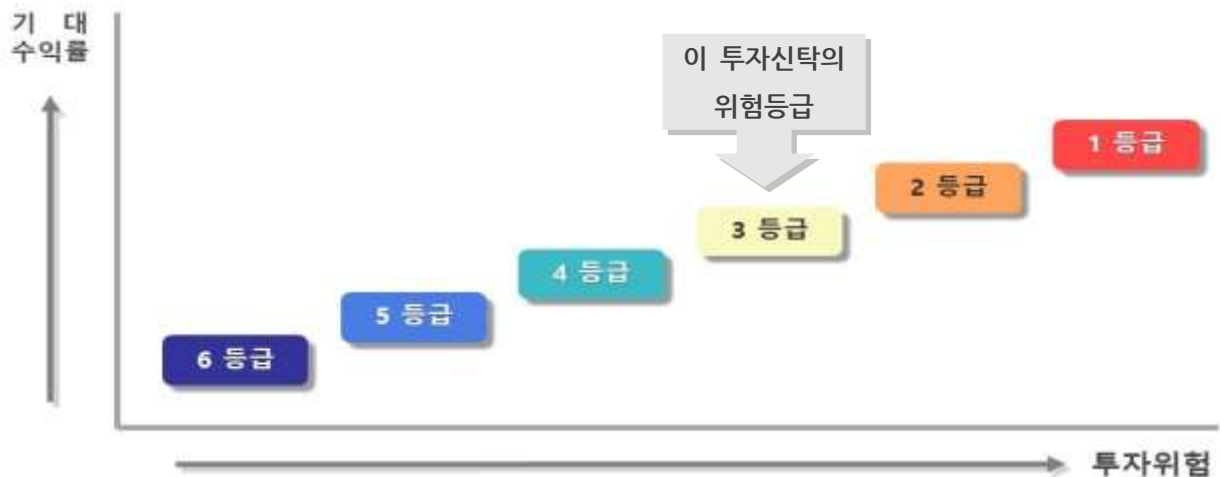 기 대
수익률
이 투자신탁의
위험등급
1 등급
2 등급
3 등급
4 등급
5 등급
6 등급
투자위험